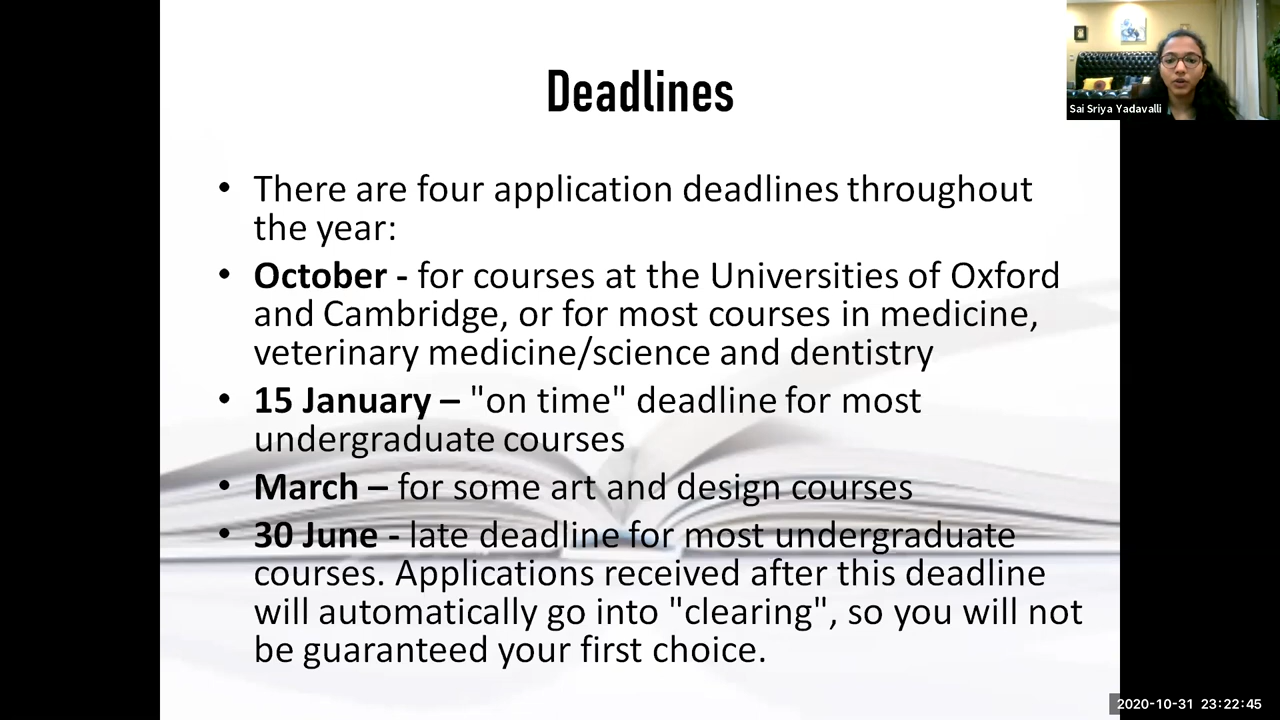 Deadlines
Sai Sriya Yadavalli
• There are four application deadlines throughout
the year:
• October - for courses at the Universities of Oxford
and Cambridge, or for most courses in medicine,
veterinary medicine/science and dentistry
• 15 January – "on time" deadline for most
undergraduate courses
• March – for some art and design courses
• 30 June - late deadline for most undergraduate
courses. Applications received after this deadline
will automatically go into "clearing", so you will not
be guaranteed your first choice.
2020-10-31 23:22:45